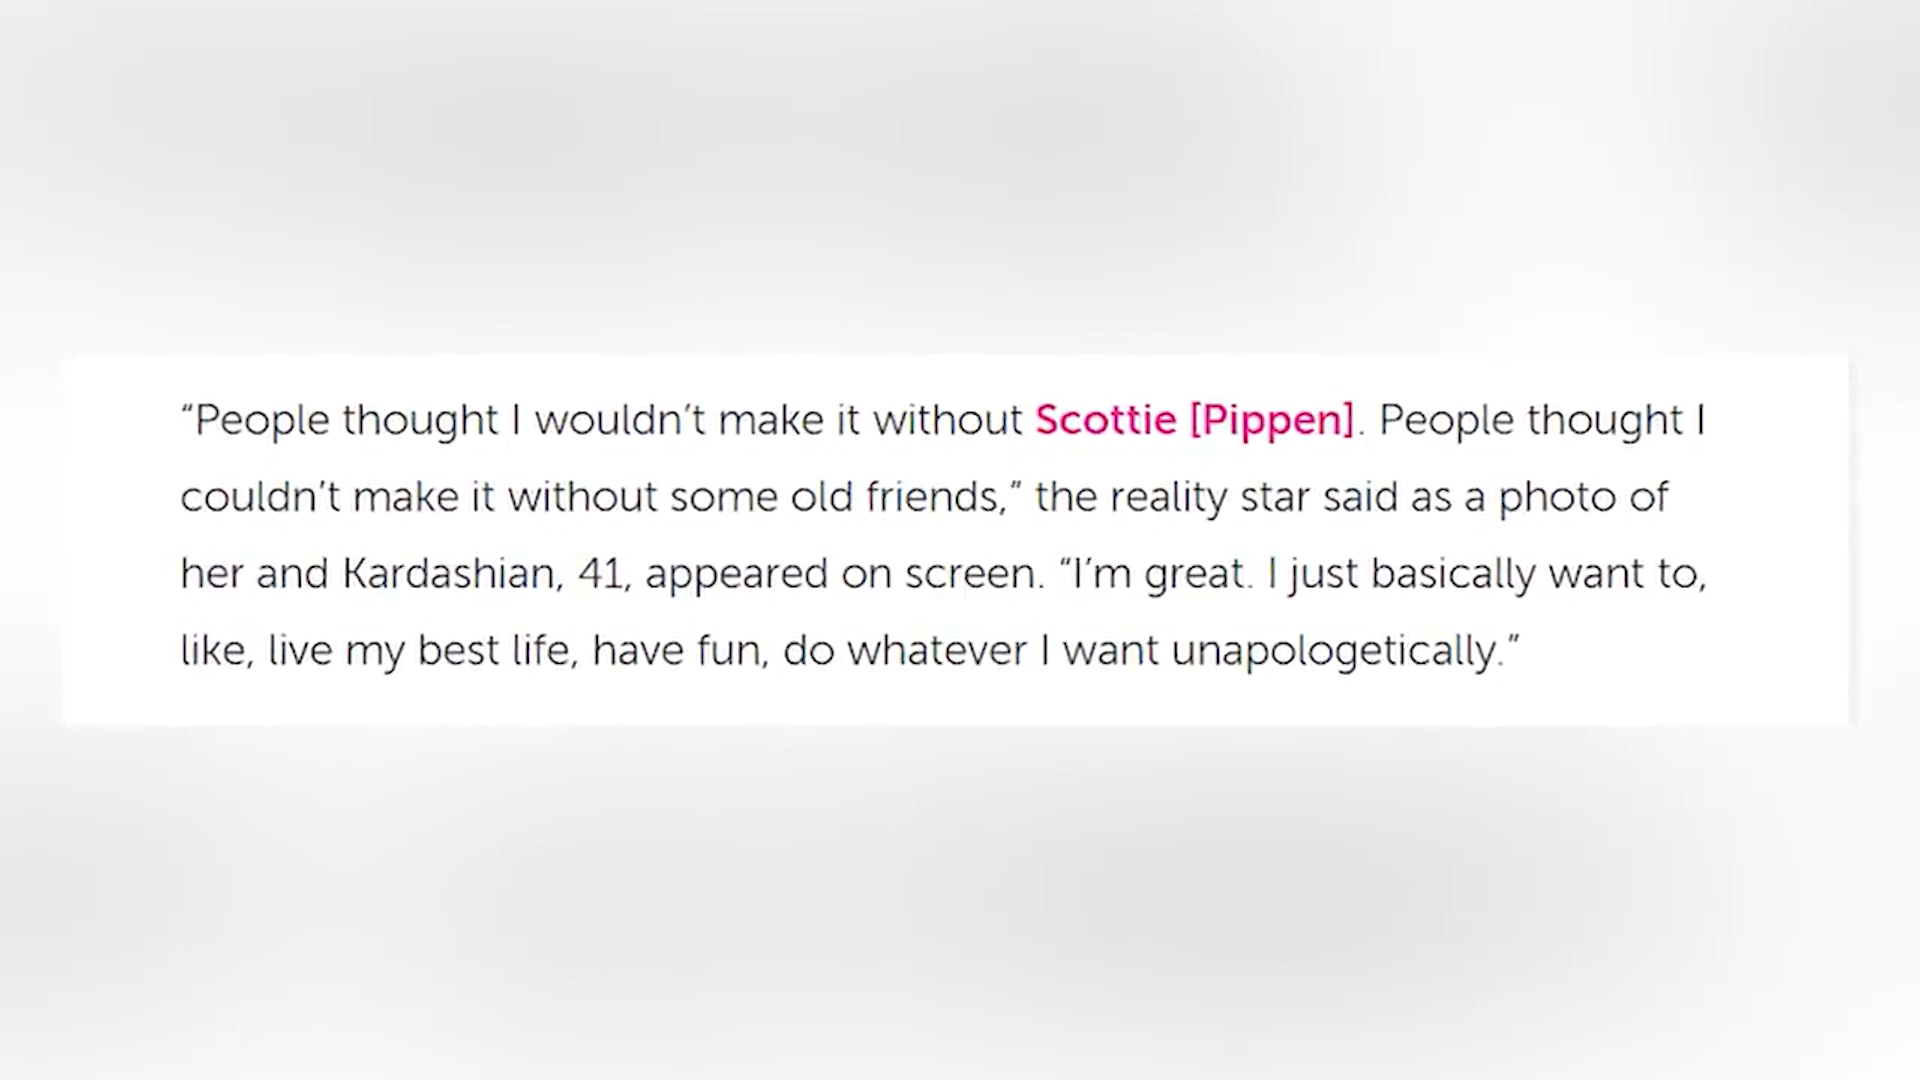 “People thought I wouldn’t make it without Scottie [Pippen]. People thought I
couldn’t make it without some old friends,” the reality star said as a photo of
her and Kardashian, 41, appeared on screen. “I’m great. I just basically want to,
like, live my best life, have fun, do whatever I want unapologetically.”